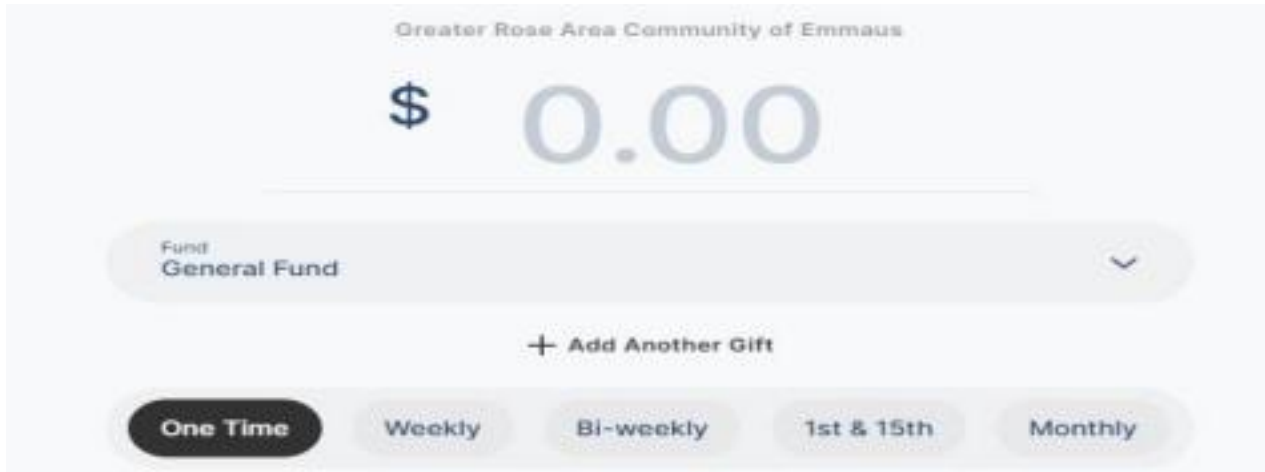 Greater Rose Area Community of Emmaus
$ 0.00
Fund
General Fund
+ Add Another Gift
One Time Weekly Bi-weekly 1st & 15th Monthly